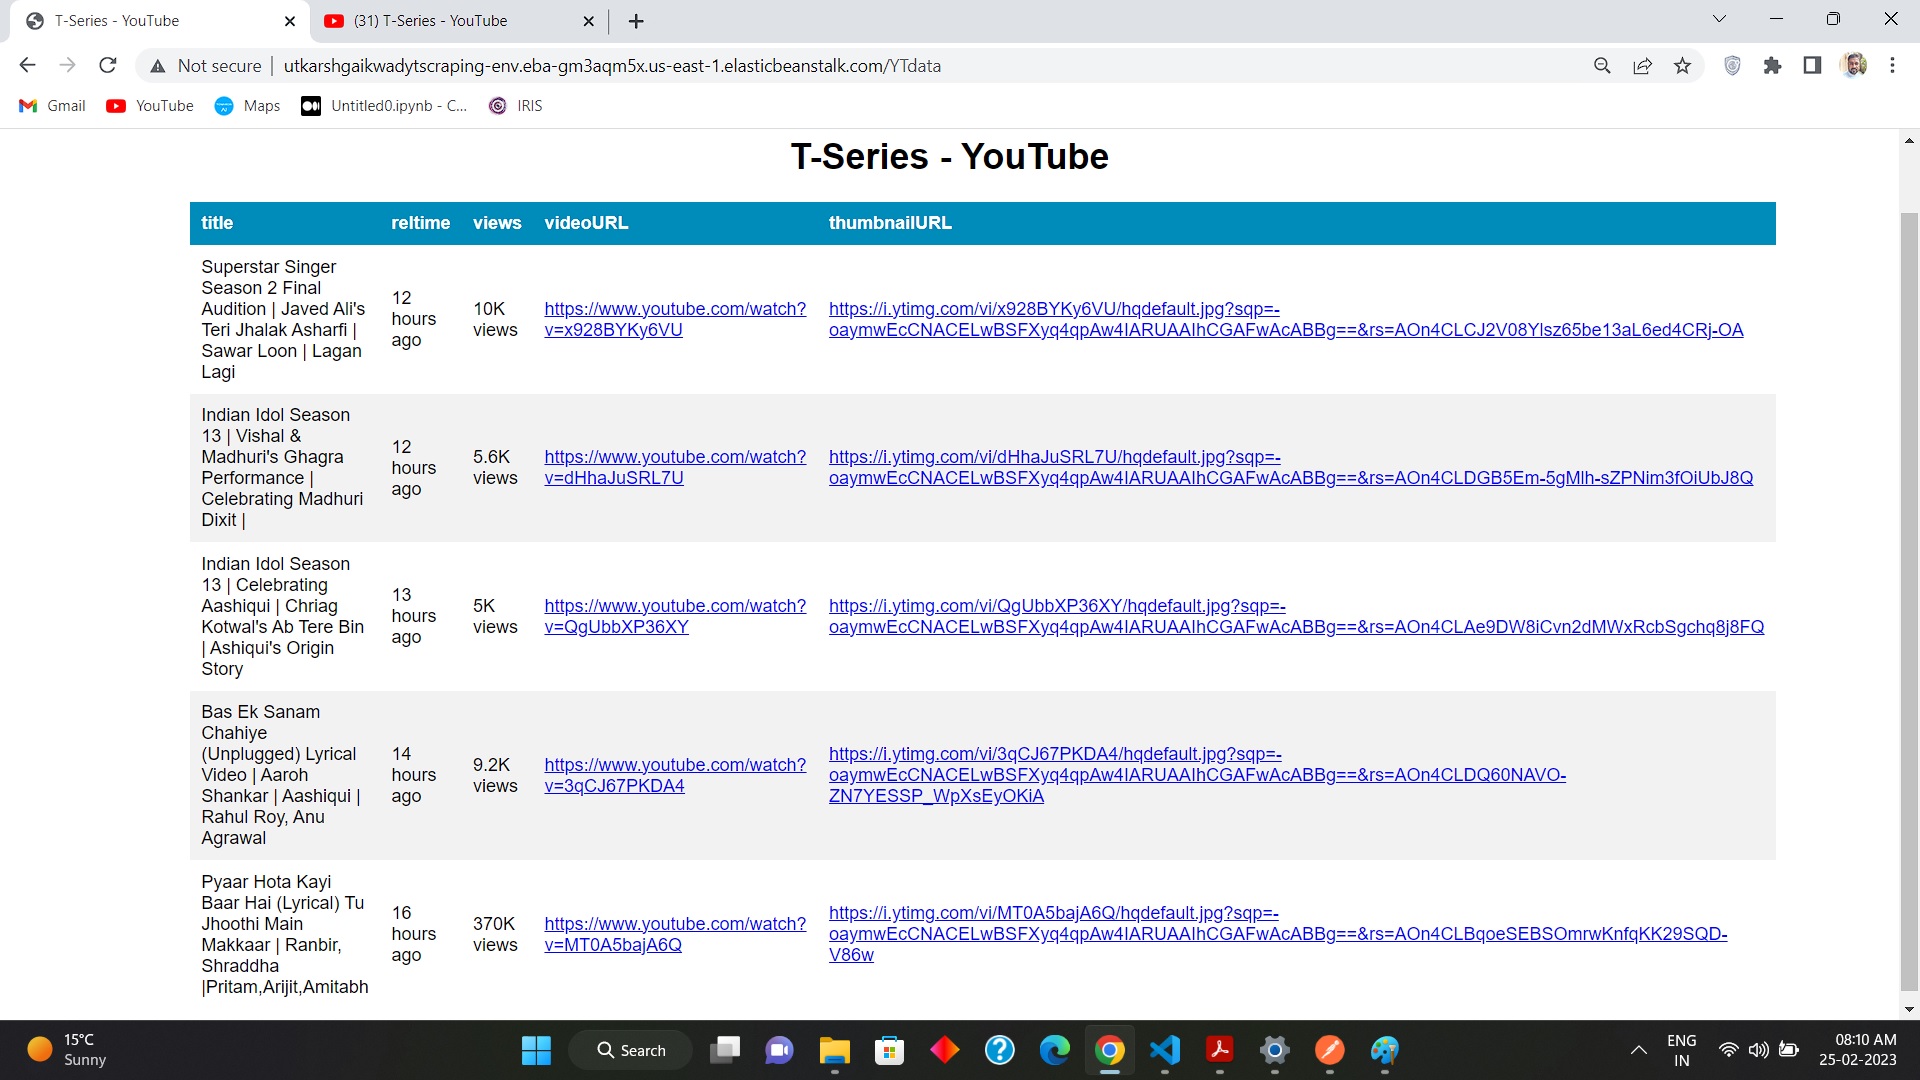 T-Series - YouTube
(31) T-Series - YouTube
Not secure
utkarshgaikwadytscraping-env.eba-gm3aqm5x.us-east-1.elasticbeanstalk.com/YTdata
Gmail
YouTube
Maps
Untitled0.ipynb - C...
IRIS
T-Series - YouTube
title reltime views videoURL thumbnailURL
Superstar Singer
Season 2 Final
Audition | Javed Ali's
Teri Jhalak Asharfi |
Sawar Loon | Lagan
Lagi
12
hours
ago
10K
views
https://www.youtube.com/watch?
v=x928BYKy6VU
https://i.ytimg.com/vi/x928BYKy6VU/hqdefault.jpg?sqp=-
oaymwEcCNACELwBSFXyq4qpAw4IARUAAIhCGAFwAcABBg==&rs=AOn4CLCJ2V08Ylsz65be13aL6ed4CRj-OA
Indian Idol Season
13 | Vishal &
Madhuri's Ghagra
Performance |
Celebrating Madhuri
Dixit |
12
hours
ago
5.6K
views
https://www.youtube.com/watch?
v=dHhaJuSRL7U
https://i.ytimg.com/vi/dHhaJuSRL7U/hqdefault.jpg?sqp=-
oaymwEcCNACELwBSFXyq4qpAw4IARUAAIhCGAFwAcABBg==&rs=AOn4CLDGB5Em-5gMlh-sZPNim3fOiUbJ8Q
Indian Idol Season
13 | Celebrating
Aashiqui | Chriag
Kotwal's Ab Tere Bin
| Ashiqui's Origin
Story
13
hours
ago
5K
views
https://www.youtube.com/watch?
v=QgUbbXP36XY
https://i.ytimg.com/vi/QgUbbXP36XY/hqdefault.jpg?sqp=-
oaymwEcCNACELwBSFXyq4qpAw4IARUAAIhCGAFwAcABBg==&rs=AOn4CLAe9DW8iCvn2dMWxRcbSgchq8j8FQ
Bas Ek Sanam
Chahiye
(Unplugged) Lyrical
Video | Aaroh
Shankar | Aashiqui |
Rahul Roy, Anu
Agrawal
14
hours
ago
9.2K
views
https://www.youtube.com/watch?
v=3qCJ67PKDA4
https://i.ytimg.com/vi/3qCJ67PKDA4/hqdefault.jpg?sqp=-
oaymwEcCNACELwBSFXyq4qpAw4IARUAAIhCGAFwAcABBg==&rs=AOn4CLDQ60NAVO-
ZN7YESSP_WpXsEyOKiA
Pyaar Hota Kayi
Baar Hai (Lyrical) Tu
Jhoothi Main
Makkaar | Ranbir,
Shraddha
|Pritam,Arijit,Amitabh
16
hours
ago
370K
views
https://www.youtube.com/watch?
v=MT0A5bajA6Q
https://i.ytimg.com/vi/MT0A5bajA6Q/hqdefault.jpg?sqp=-
oaymwEcCNACELwBSFXyq4qpAw4IARUAAIhCGAFwAcABBg==&rs=AOn4CLBqoeSEBSOmrwKnfqKK29SQD-
V86w
15°C
Sunny
Search
ENG
IN
08:10 AM
25-02-2023